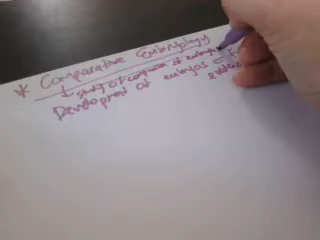 * Comparative Embryology
↳ study of comparison of embryos
Development of embryos